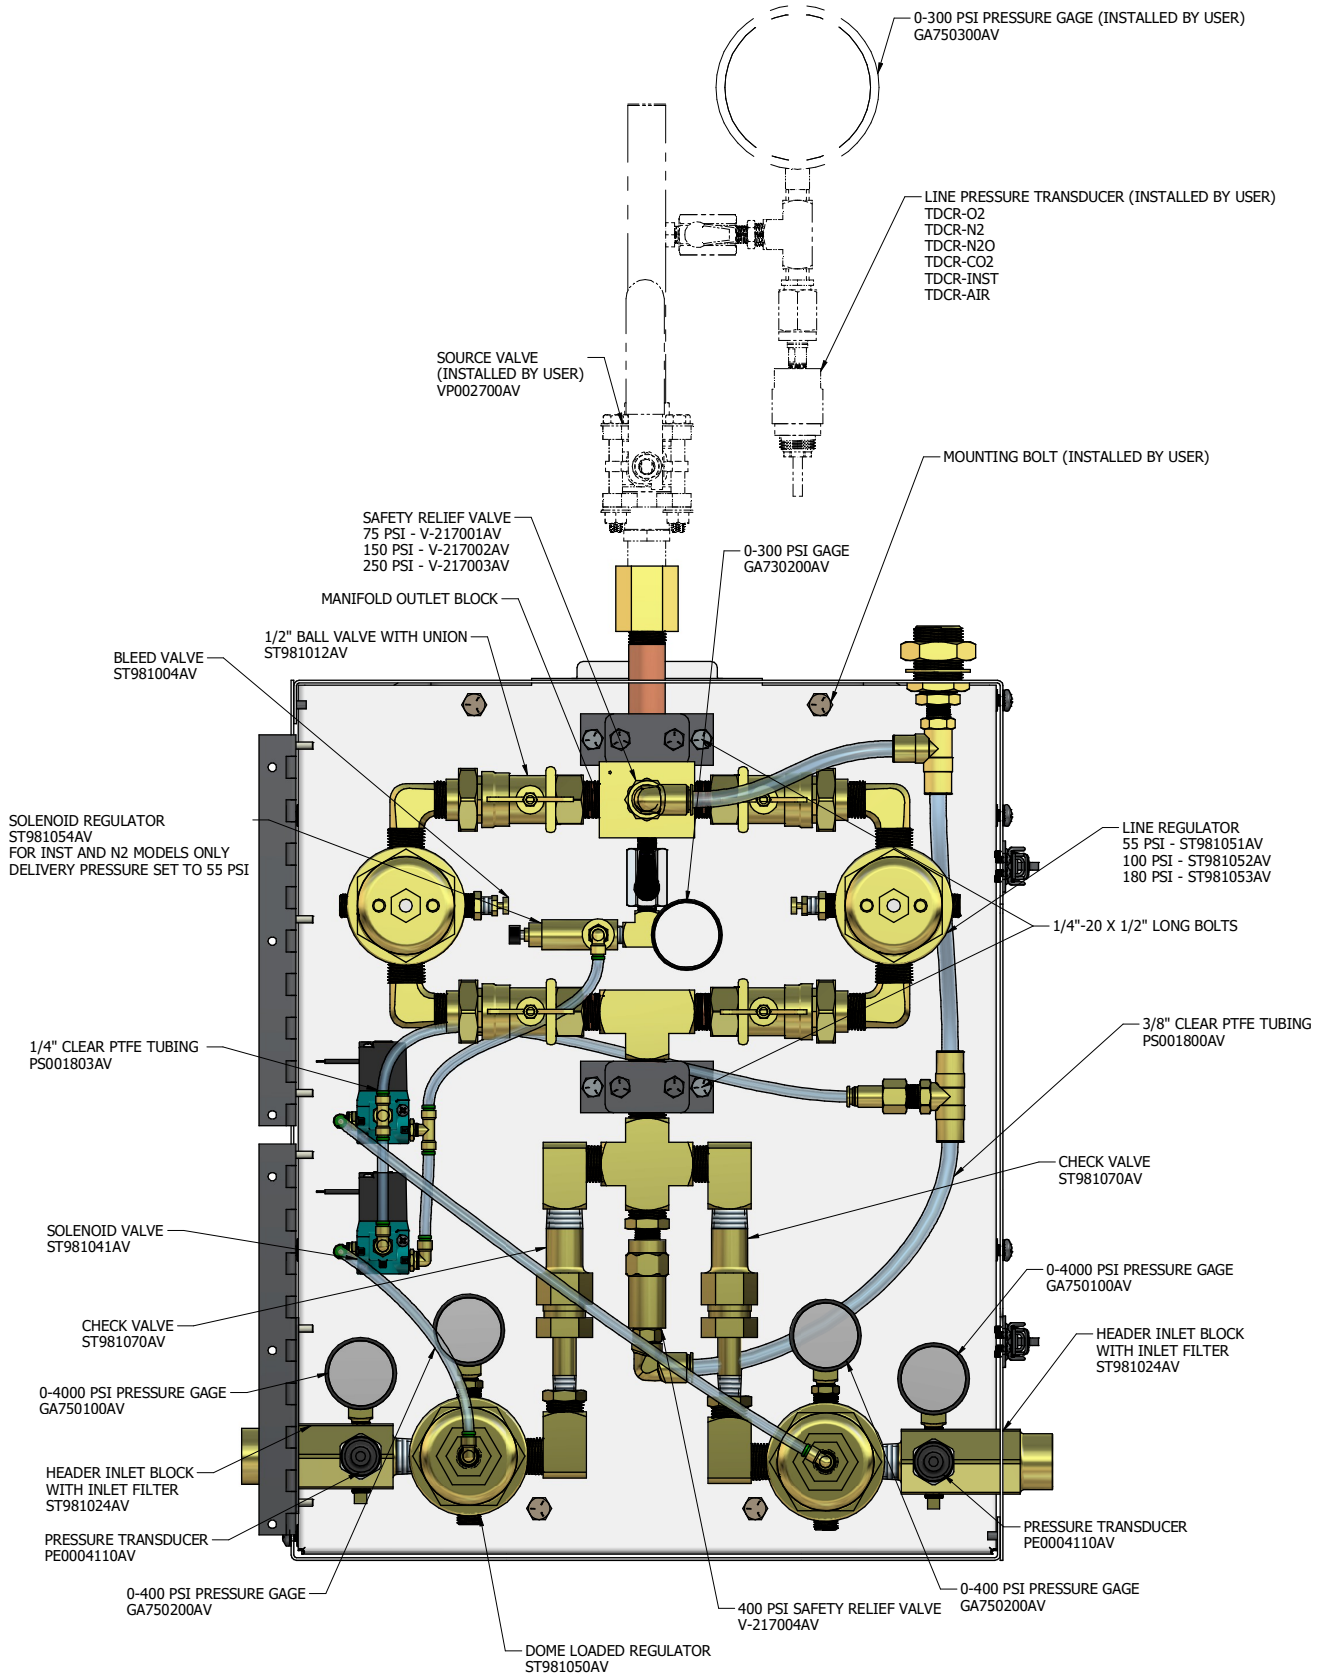 0-300 PSI PRESSURE GAGE (INSTALLED BY USER)
GA750300AV
LINE PRESSURE TRANSDUCER (INSTALLED BY USER)
TDCR-O2
TDCR-N2
TDCR-N2O
TDCR-CO2
TDCR-INST
TDCR-AIR
SOURCE VALVE
(INSTALLED BY USER)
VP002700AV
MOUNTING BOLT (INSTALLED BY USER)
SAFETY RELIEF VALVE
75 PSI - V-217001AV
150 PSI - V-217002AV
250 PSI - V-217003AV
0-300 PSI GAGE
GA730200AV
MANIFOLD OUTLET BLOCK
1/2" BALL VALVE WITH UNION
ST981012AV
BLEED VALVE
ST981004AV
SOLENOID REGULATOR
ST981054AV
FOR INST AND N2 MODELS ONLY
DELIVERY PRESSURE SET TO 55 PSI
LINE REGULATOR
55 PSI - ST981051AV
100 PSI - ST981052AV
180 PSI - ST981053AV
1/4"-20 X 1/2" LONG BOLTS
1/4" CLEAR PTFE TUBING
PS001803AV
3/8" CLEAR PTFE TUBING
PS001800AV
CHECK VALVE
ST981070AV
SOLENOID VALVE
ST981041AV
0-4000 PSI PRESSURE GAGE
GA750100AV
CHECK VALVE
ST981070AV
HEADER INLET BLOCK
WITH INLET FILTER
ST981024AV
0-4000 PSI PRESSURE GAGE
GA750100AV
HEADER INLET BLOCK
WITH INLET FILTER
ST981024AV
PRESSURE TRANSDUCER
PE0004110AV
PRESSURE TRANSDUCER
PE0004110AV
0-400 PSI PRESSURE GAGE
GA750200AV
0-400 PSI PRESSURE GAGE
GA750200AV
400 PSI SAFETY RELIEF VALVE
V-217004AV
DOME LOADED REGULATOR
ST981050AV